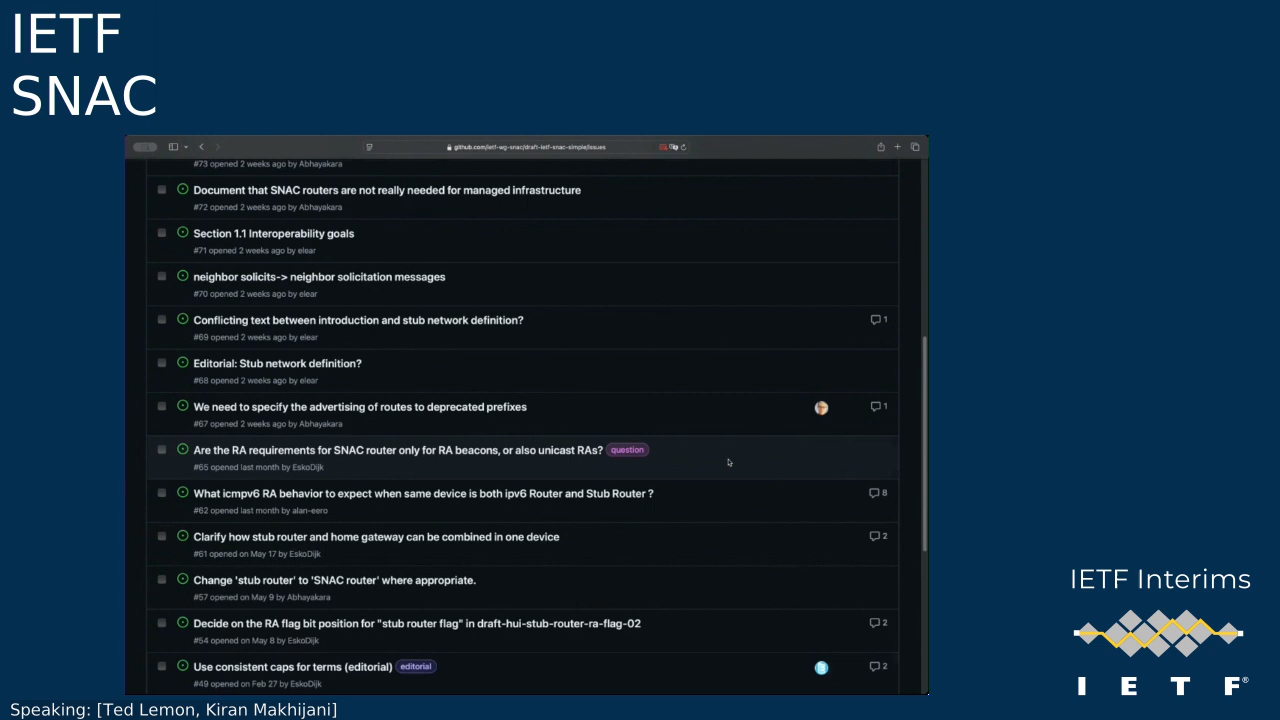 IETF
SNAC
github.com/ietf-wg-snac/draft-ietf-snac-simple/issues
#73 opened 2 weeks ago by Abhayakara
Document that SNAC routers are not really needed for managed infrastructure
#72 opened 2 weeks ago by Abhayakara
Section 1.1 Interoperability goals
#71 opened 2 weeks ago by elear
neighbor solicits-> neighbor solicitation messages
#70 opened 2 weeks ago by elear
Conflicting text between introduction and stub network definition? 1
#69 opened 2 weeks ago by elear
Editorial: Stub network definition?
#68 opened 2 weeks ago by elear
We need to specify the advertising of routes to deprecated prefixes 1
#67 opened 2 weeks ago by Abhayakara
Are the RA requirements for SNAC router only for RA beacons, or also unicast RAs? question
#65 opened last month by EskoDijk
What icmpv6 RA behavior to expect when same device is both ipv6 Router and Stub Router ? 8
#62 opened last month by alan-eero
Clarify how stub router and home gateway can be combined in one device 2
#61 opened on May 17 by EskoDijk
Change 'stub router' to 'SNAC router' where appropriate.
#57 opened on May 9 by Abhayakara
Decide on the RA flag bit position for "stub router flag" in draft-hui-stub-router-ra-flag-02 2
#54 opened on May 8 by EskoDijk
Use consistent caps for terms (editorial) editorial 2
#49 opened on Feb 27 by EskoDijk
IETF Interims
I E T F®
Speaking: [Ted Lemon, Kiran Makhijani]